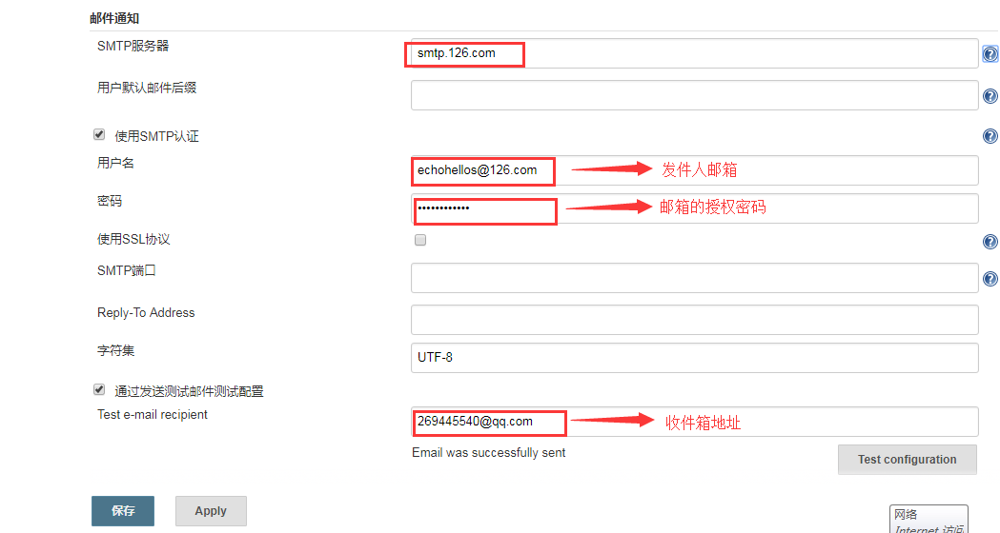 邮件通知
SMTP服务器
smtp.126.com
用户默认邮件后缀
使用SMTP认证
用户名
echohellos@126.com
发件人邮箱
密码
••••••••••••
邮箱的授权密码
使用SSL协议
SMTP端口
Reply-To Address
字符集
UTF-8
通过发送测试邮件测试配置
Test e-mail recipient
269445540@qq.com
收件箱地址
Email was successfully sent
Test configuration
保存
Apply
网络
Internet 访问